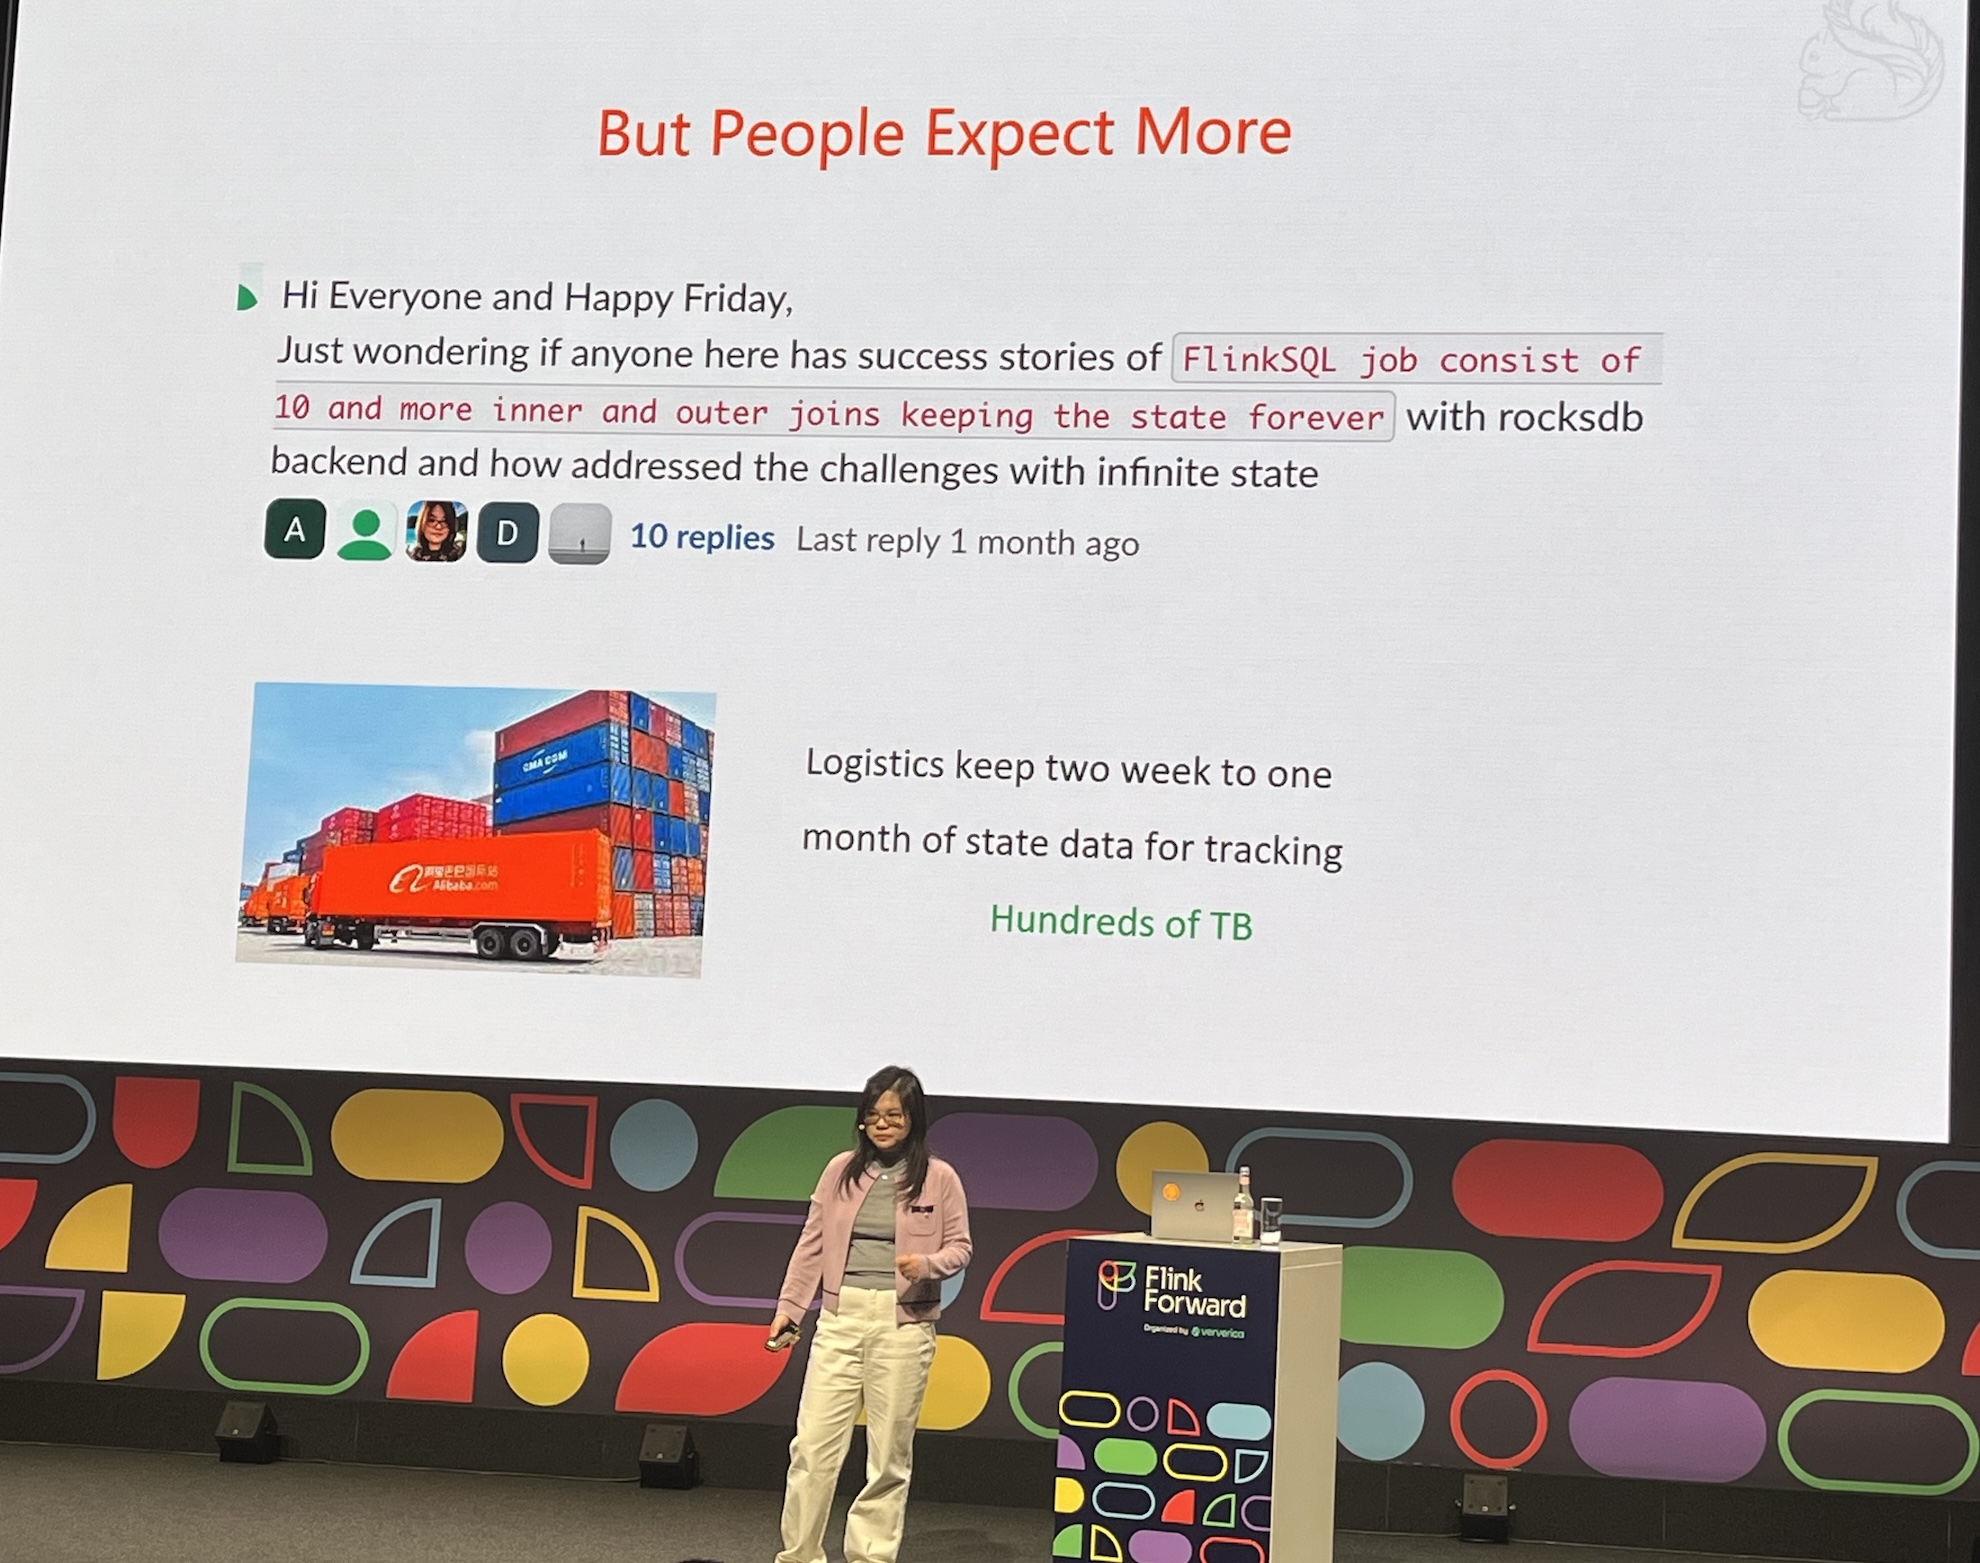 But People Expect More
Hi Everyone and Happy Friday,
Just wondering if anyone here has success stories of FlinkSQL job consist of
10 and more inner and outer joins keeping the state forever with rocksdb
backend and how addressed the challenges with infinite state
A
D
10 replies Last reply 1 month ago
CMA CGM
阿里巴巴国际站
Alibaba.com
Logistics keep two week to one
month of state data for tracking
Hundreds of TB
Flink
Forward
Organized by ververica